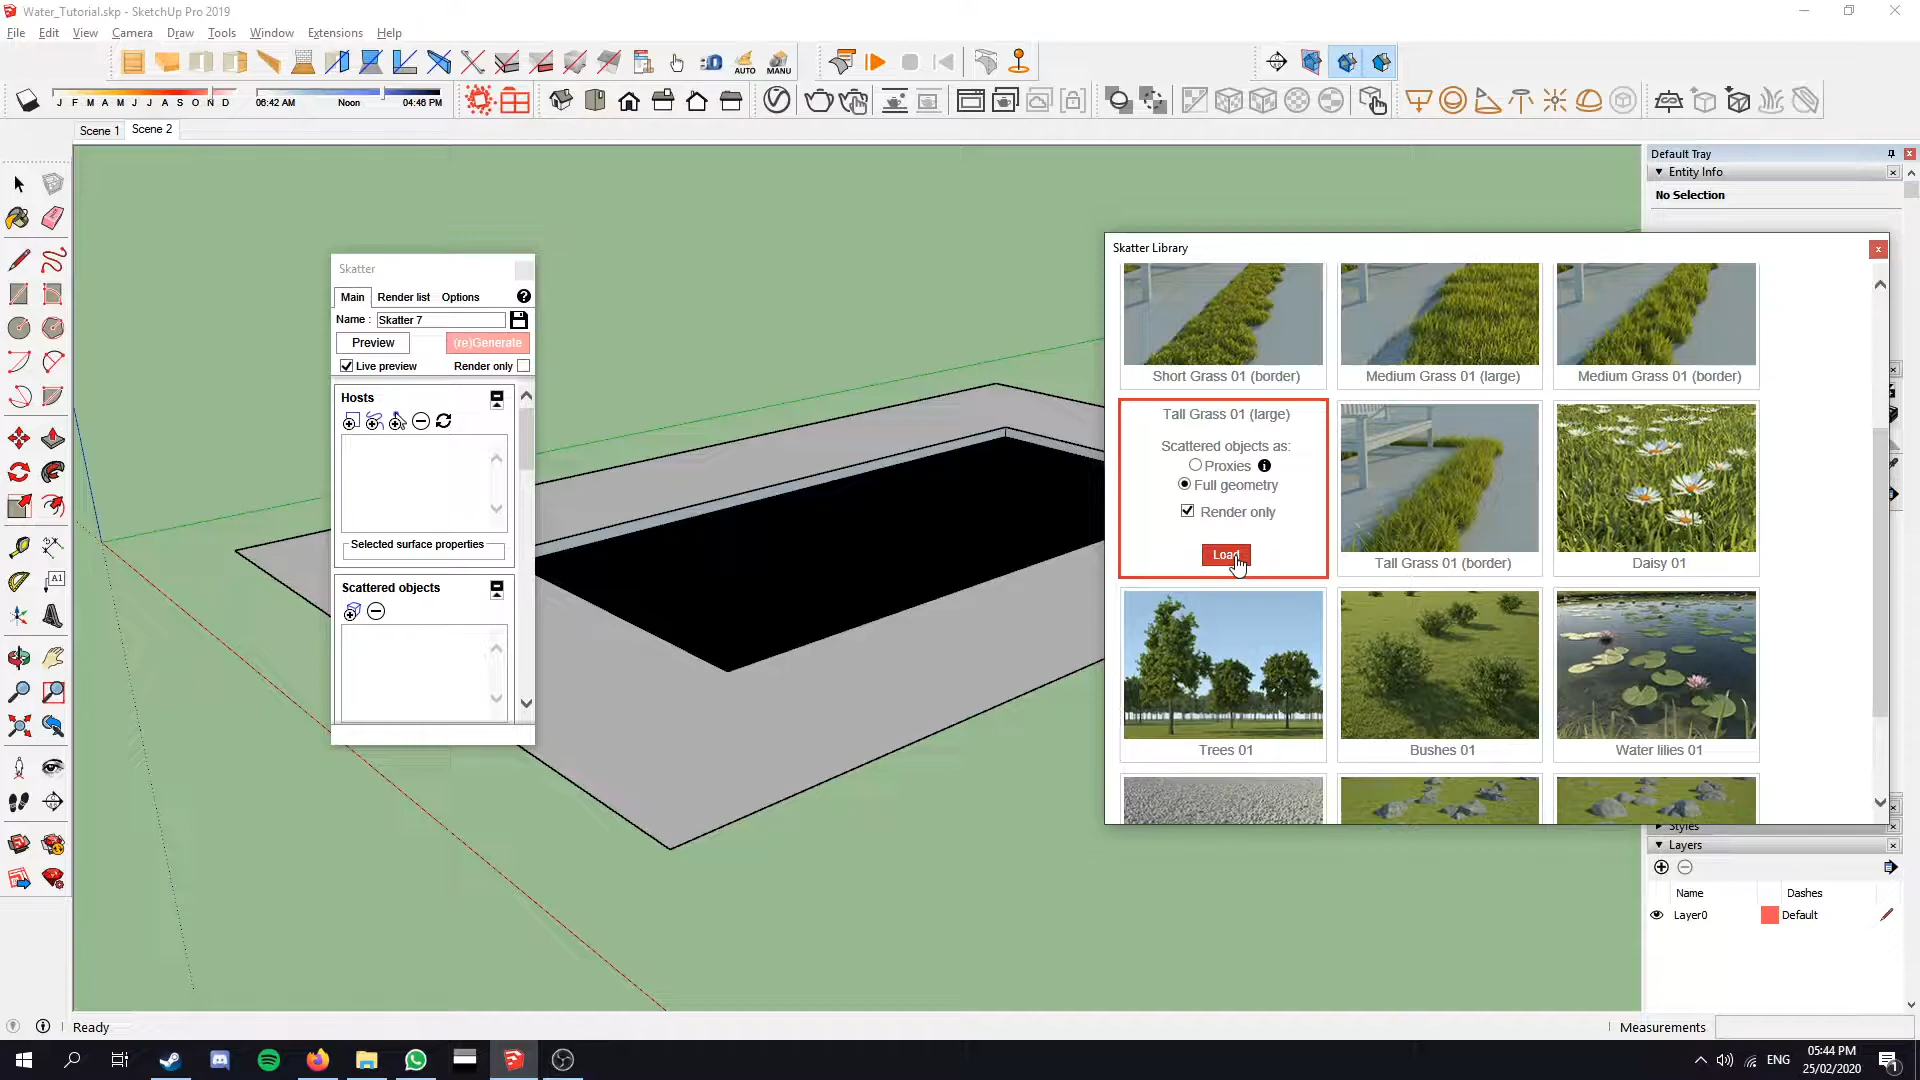 Water_Tutorial.skp - SketchUp Pro 2019
File Edit View Camera Draw Tools Window Extensions Help
AUTO MANU
J F M A M J J A S O N D
06:42 AM Noon 04:46 PM
Scene 1 Scene 2
Default Tray
Entity Info
No Selection
Skatter
Main Render list Options
Name : Skatter 7
Preview (re)Generate
Live preview Render only
Hosts
Selected surface properties
Scattered objects
Skatter Library
Short Grass 01 (border)
Medium Grass 01 (large)
Medium Grass 01 (border)
Tall Grass 01 (large)
Scattered objects as:
Proxies
Full geometry
Render only
Load
Tall Grass 01 (border)
Daisy 01
Trees 01
Bushes 01
Water lilies 01
Styles
Layers
Name Dashes
Layer0 Default
Ready
Measurements
ENG
05:44 PM
25/02/2020